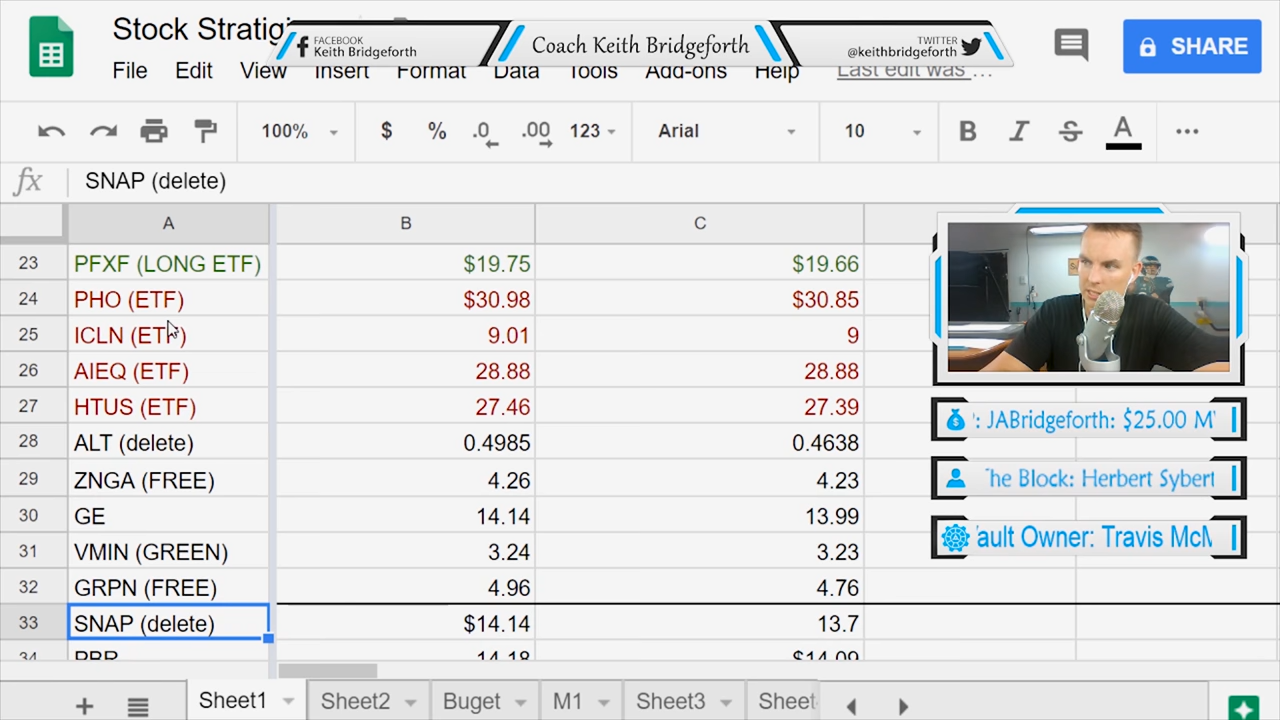 Stock Stratigi
FACEBOOK
Keith Bridgeforth
Coach Keith Bridgeforth
TWITTER
@keithbridgeforth
SHARE
File Edit View Insert Format Data Tools Add-ons Help Last edit was ...
100% $ % .0 .00 123 Arial 10 B I S A ...
fx SNAP (delete)
A B C
23 PFXF (LONG ETF) $19.75 $19.66
24 PHO (ETF) $30.98 $30.85
25 ICLN (ETF) 9.01 9
26 AIEQ (ETF) 28.88 28.88
27 HTUS (ETF) 27.46 27.39
28 ALT (delete) 0.4985 0.4638
29 ZNGA (FREE) 4.26 4.23
30 GE 14.14 13.99
31 VMIN (GREEN) 3.24 3.23
32 GRPN (FREE) 4.96 4.76
33 SNAP (delete) $14.14 13.7
34 PBR 14.18 $14.09
: JABridgeforth: $25.00
The Block: Herbert Sybert
ault Owner: Travis McM
Sheet1 Sheet2 Buget M1 Sheet3 Sheet